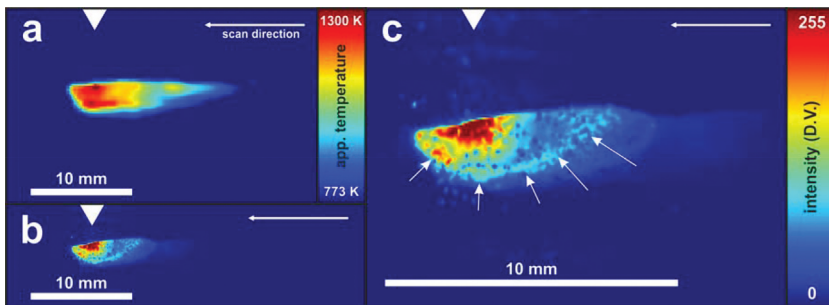 a
scan direction
1300 K
app. temperature
773 K
10 mm
b
10 mm
c
10 mm
255
intensity (D.V.)
0